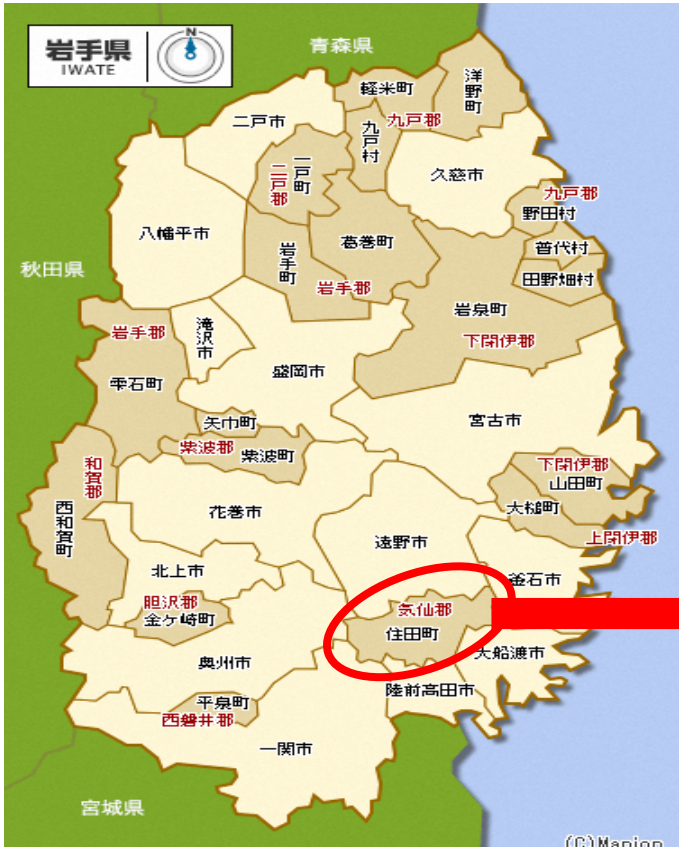 岩手県
IWATE
N
青森県
洋野町
軽米町
九戸郡
二戸市
九戸村
一戸町
二戸郡
久慈市
九戸郡
野田村
八幡平市
葛巻町
普代村
岩手町
秋田県
田野畑村
岩手郡
岩泉町
岩手郡
滝沢市
下閉伊郡
盛岡市
雫石町
矢巾町
宮古市
紫波郡
紫波町
和賀郡
下閉伊郡
山田町
西和賀町
大槌町
花巻市
上閉伊郡
遠野市
北上市
釜石市
胆沢郡
金ケ崎町
気仙郡
住田町
大船渡市
奥州市
陸前高田市
平泉町
西磐井郡
一関市
宮城県
(C)Mapion